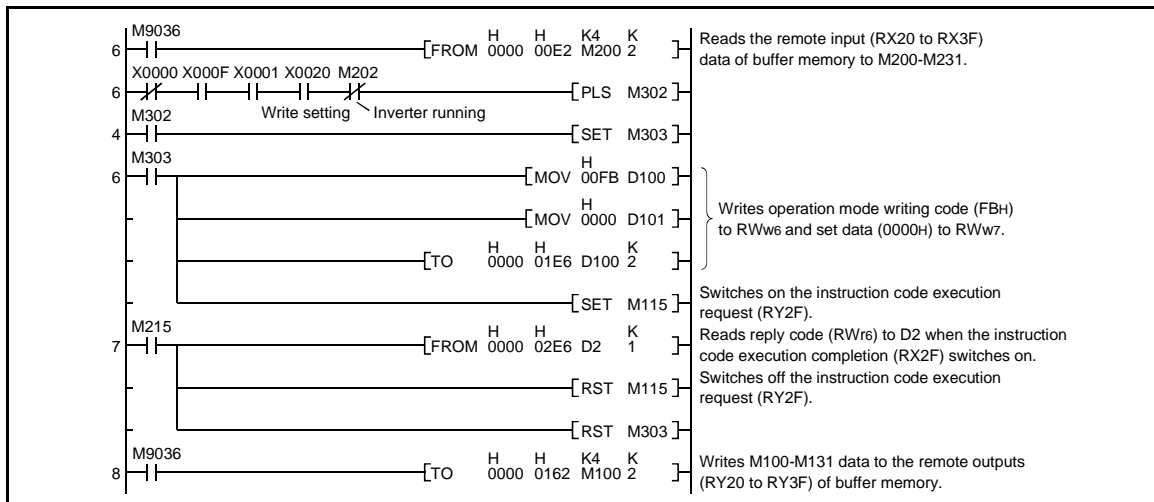 M9036
H H K4 K
6 FROM 0000 00E2 M200 2
Reads the remote input (RX20 to RX3F)
data of buffer memory to M200-M231.
X0000 X000F X0001 X0020 M202
6 PLS M302
Write setting Inverter running
M302
4 SET M303
M303
H
6 MOV 00FB D100
H
MOV 0000 D101
Writes operation mode writing code (FBH)
to RWw6 and set data (0000H) to RWw7.
H H K
TO 0000 01E6 D100 2
SET M115
Switches on the instruction code execution
request (RY2F).
M215
H H K
7 FROM 0000 02E6 D2 1
Reads reply code (RWr6) to D2 when the instruction
code execution completion (RX2F) switches on.
RST M115
Switches off the instruction code execution
request (RY2F).
RST M303
M9036
H H K4 K
8 TO 0000 0162 M100 2
Writes M100-M131 data to the remote outputs
(RY20 to RY3F) of buffer memory.